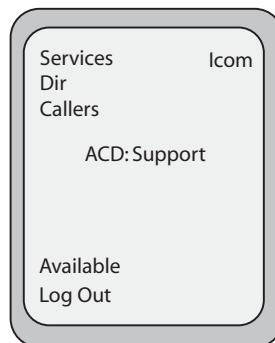 Services Icom
Dir
Callers
ACD: Support
Available
Log Out